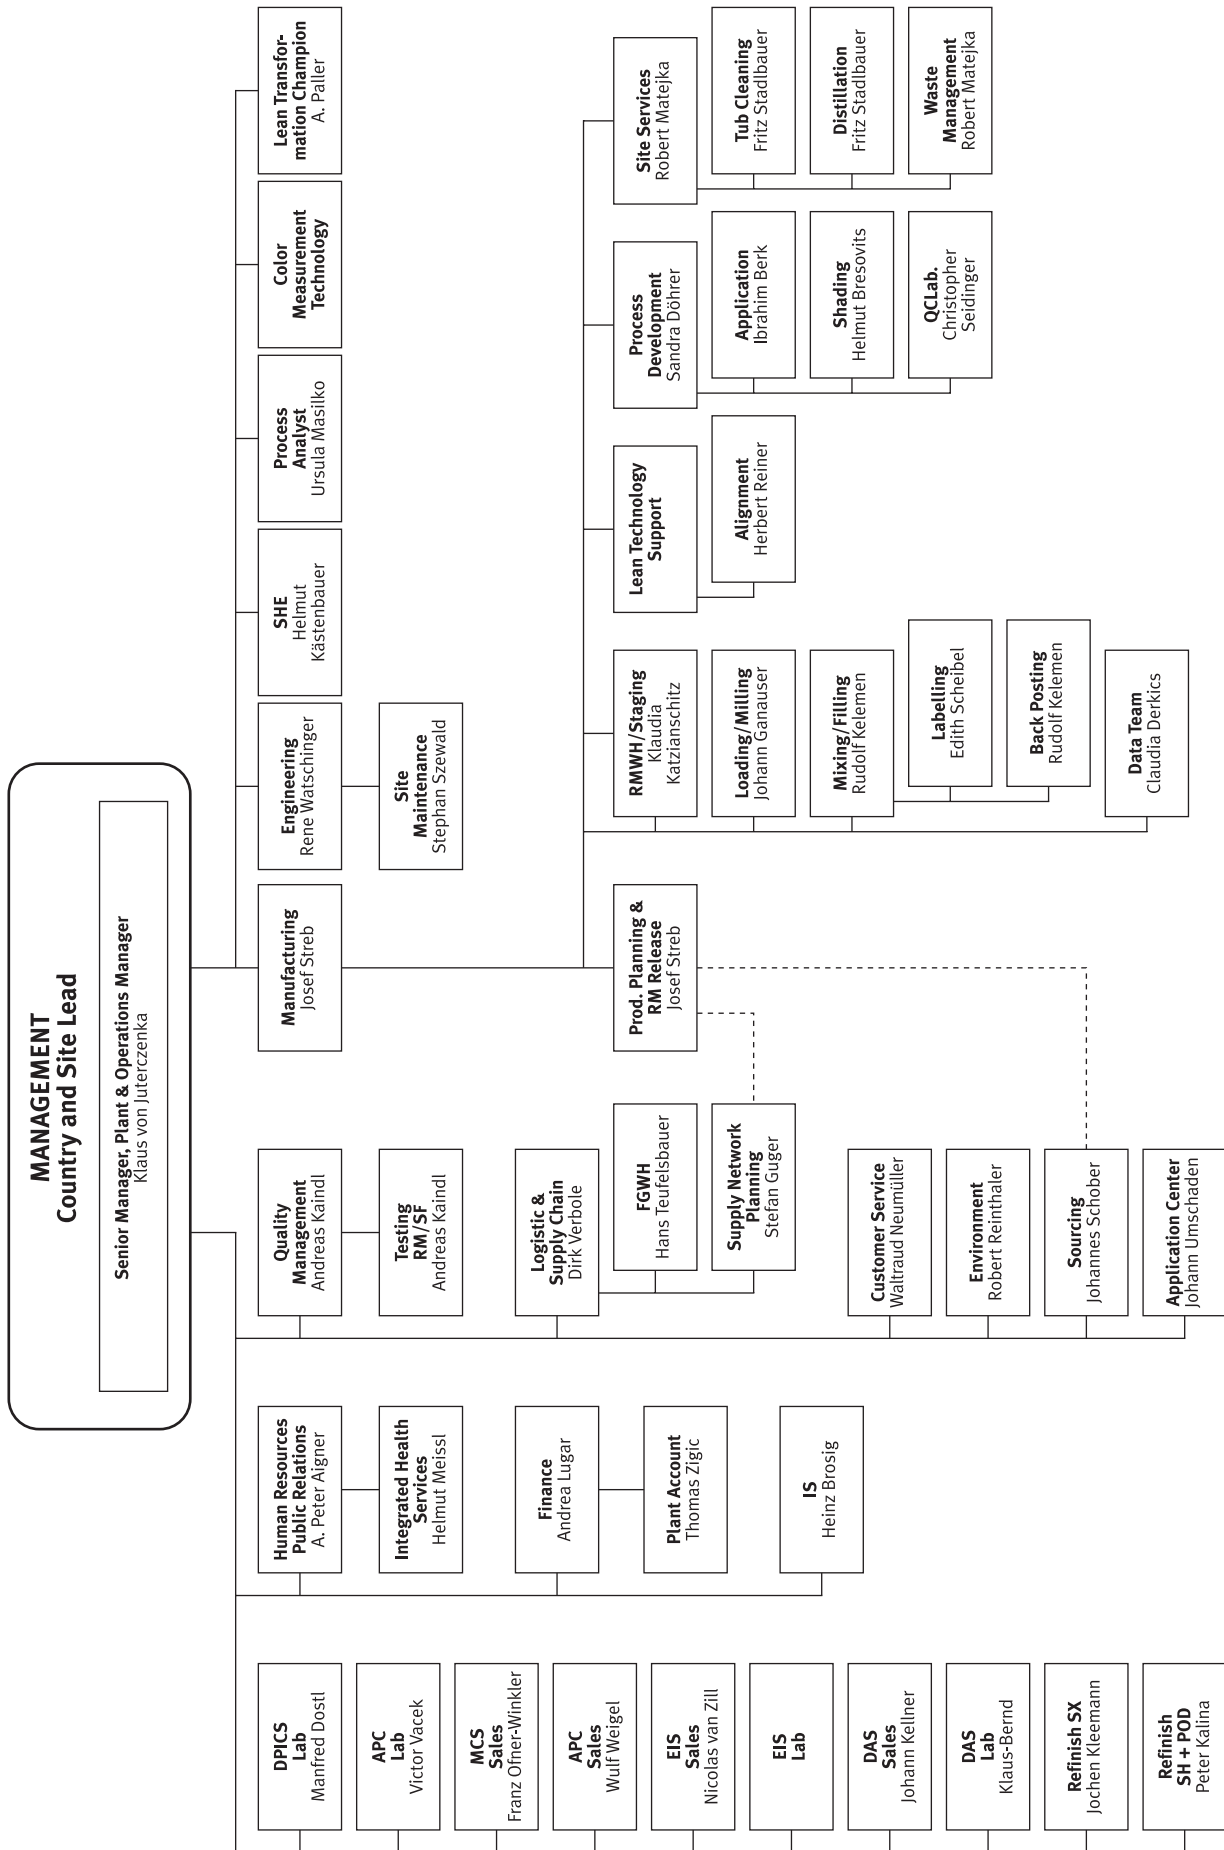 MANAGEMENT
Country and Site Lead
Senior Manager, Plant & Operations Manager
Klaus von Juterczenka
DPICS
Lab
Manfred Dostl
APC
Lab
Victor Vacek
MCS
Sales
Franz Ofner-Winkler
APC
Sales
Wulf Weigel
EIS
Sales
Nicolas van Zill
EIS
Lab
DAS
Sales
Johann Kellner
DAS
Lab
Klaus-Bernd
Refinish SX
Jochen Kleemann
Refinish
SH + POD
Peter Kalina
Human Resources
Public Relations
A. Peter Aigner
Integrated Health
Services
Helmut Meissl
Finance
Andrea Lugar
Plant Account
Thomas Zigic
IS
Heinz Brosig
Quality
Management
Andreas Kaindl
Testing
RM/SF
Andreas Kaindl
Logistic &
Supply Chain
Dirk Verbole
FGWH
Hans Teufelsbauer
Supply Network
Planning
Stefan Guger
Customer Service
Waltraud Neumüller
Environment
Robert Reinthaler
Sourcing
Johannes Schober
Application Center
Johann Umschaden
Manufacturing
Josef Streb
Engineering
Rene Watschinger
Site
Maintenance
Stephan Szewald
SHE
Helmut
Kästenbauer
Process
Analyst
Ursula Masilko
Color
Measurement
Technology
Lean Transfor-
mation Champion
A. Paller
Prod. Planning &
RM Release
Josef Streb
RMWH/Staging
Klaudia
Katzianschitz
Loading/Milling
Johann Ganauser
Mixing/Filling
Rudolf Kelemen
Labelling
Edith Scheibel
Back Posting
Rudolf Kelemen
Data Team
Claudia Derkics
Lean Technology
Support
Alignment
Herbert Reiner
Process
Development
Sandra Döhrer
Application
Ibrahim Berk
Shading
Helmut Bresovits
QCLab.
Christopher
Seidinger
Site Services
Robert Matejka
Tub Cleaning
Fritz Stadlbauer
Distillation
Fritz Stadlbauer
Waste
Management
Robert Matejka